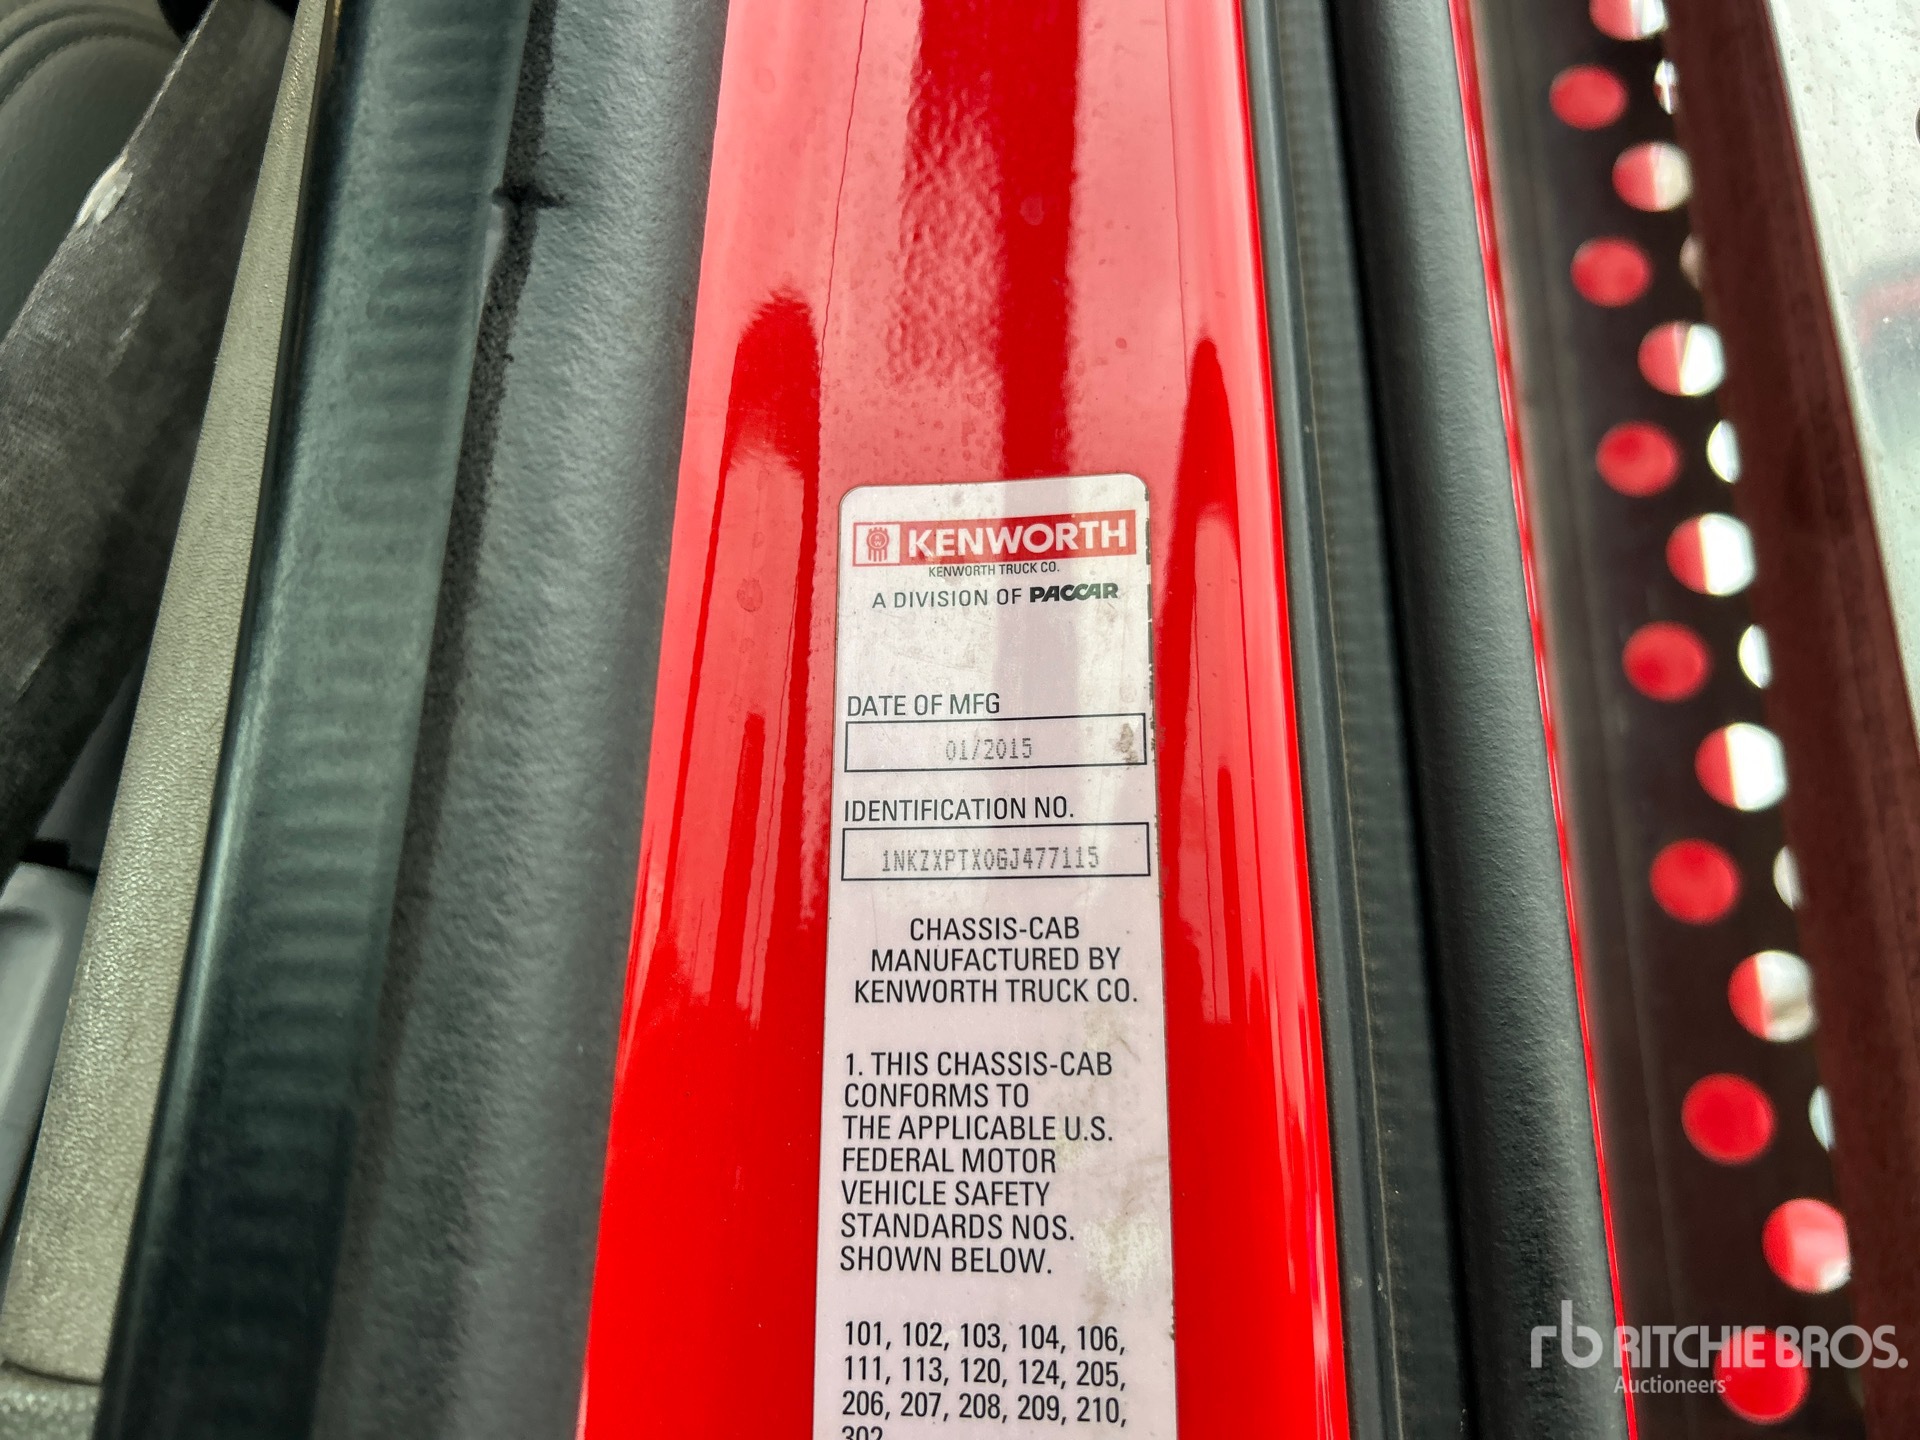 KENWORTH
KENWORTH TRUCK CO.
A DIVISION OF PACCAR
DATE OF MFG
01/2015
IDENTIFICATION NO.
1NKZXPTX0GJ477115
CHASSIS-CAB
MANUFACTURED BY
KENWORTH TRUCK CO.
1. THIS CHASSIS-CAB
CONFORMS TO
THE APPLICABLE U.S.
FEDERAL MOTOR
VEHICLE SAFETY
STANDARDS NOS.
SHOWN BELOW.
101, 102, 103, 104, 106,
111, 113, 120, 124, 205,
206, 207, 208, 209, 210,
302
rb RITCHIE BROS.
Auctioneers